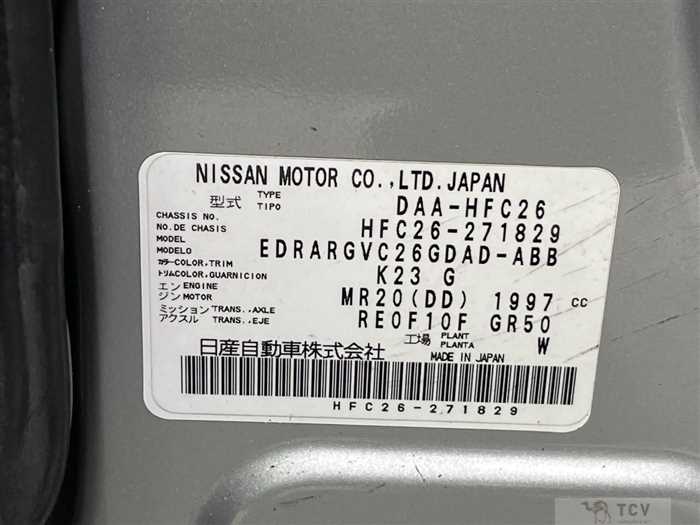 NISSAN MOTOR CO.,LTD.JAPAN
型式 TYPE TIPO DAA-HFC26
CHASSIS NO. NO.DE CHASIS HFC26-271829
MODEL MODELO EDRARGVC26GDAD-ABB
カラー COLOR,TRIM トリム COLOR,GUARNICION K23 G
エンジン ENGINE MOTOR MR20(DD) 1997 CC
ミッション アクスル TRANS.,AXLE TRANS.,EJE RE0F10F GR50
工場 PLANT PLANTA W
日産自動車株式会社 MADE IN JAPAN
HFC26-271829
TCV